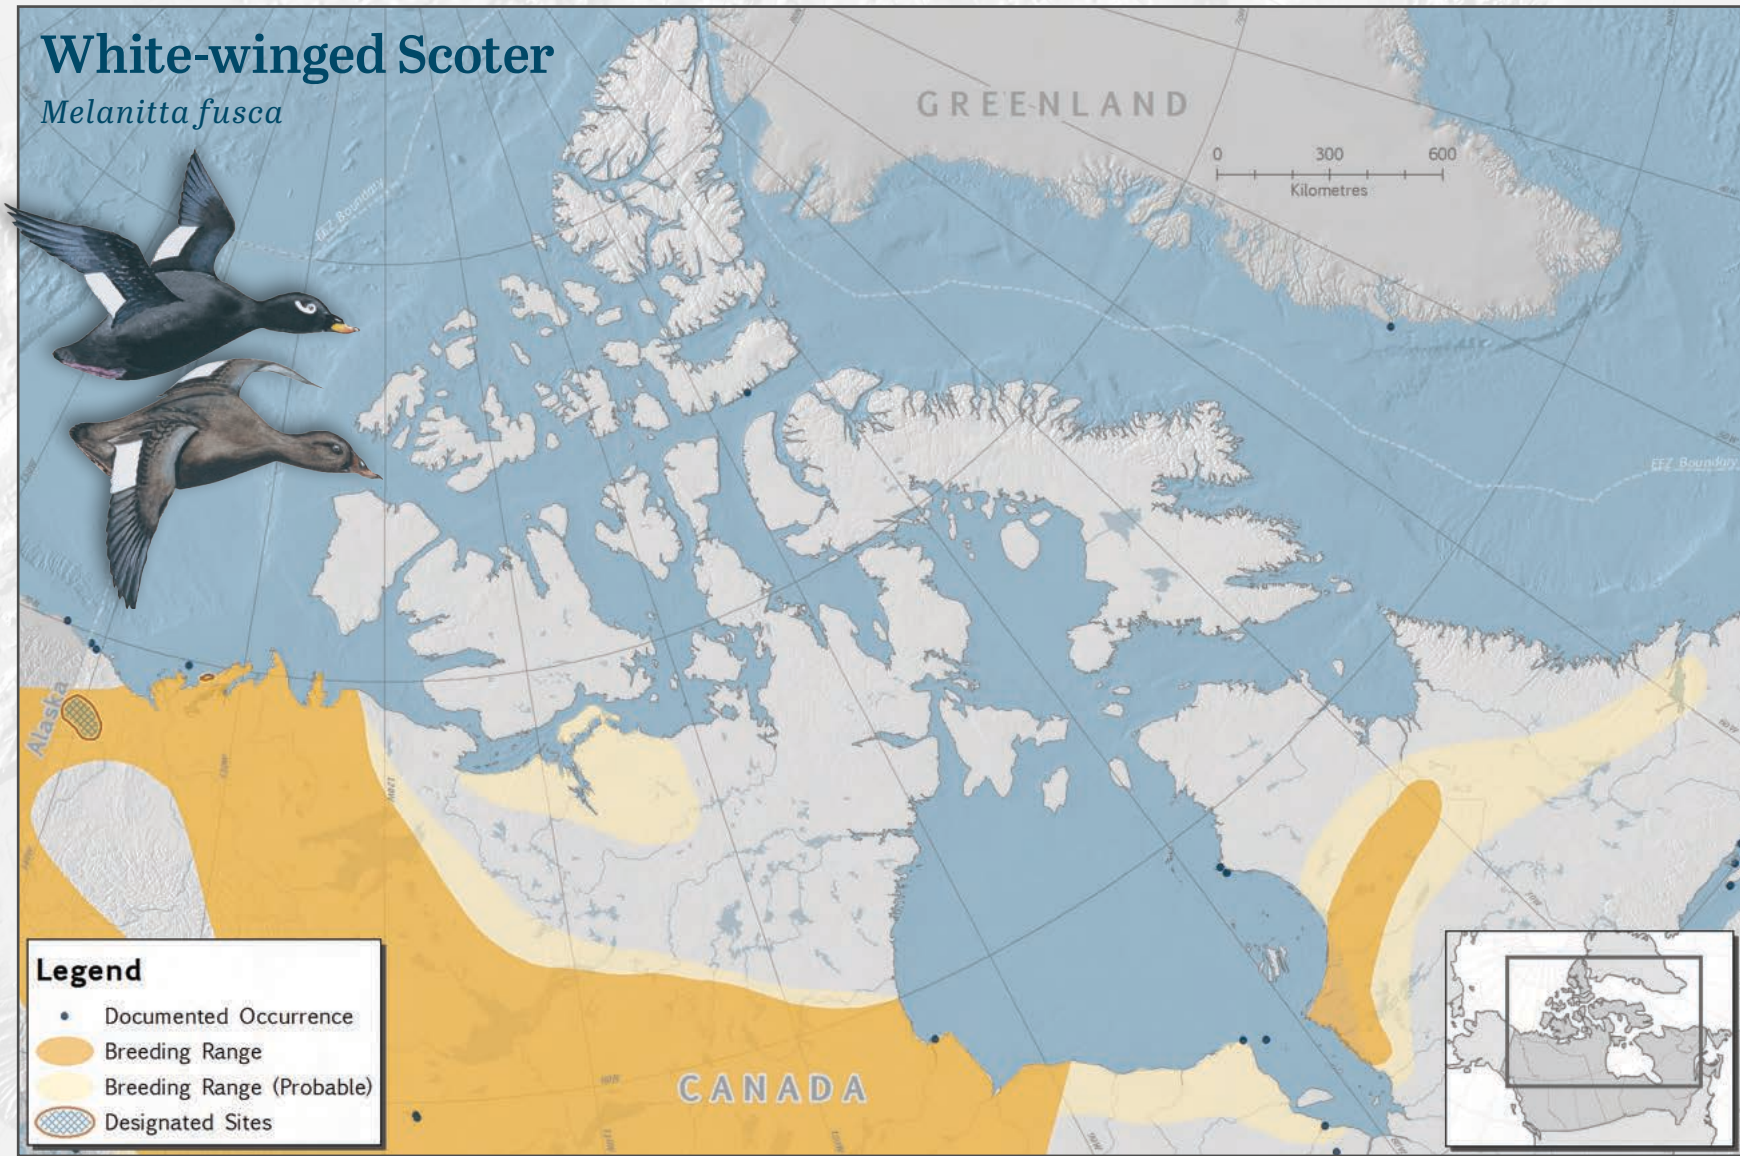 White-winged Scoter
Melanitta fusca
GREENLAND
0 300 600
Kilometres
EEZ Boundary
EEZ Boundary
Alaska
120W
CANADA
Legend
Documented Occurrence
Breeding Range
Breeding Range (Probable)
Designated Sites